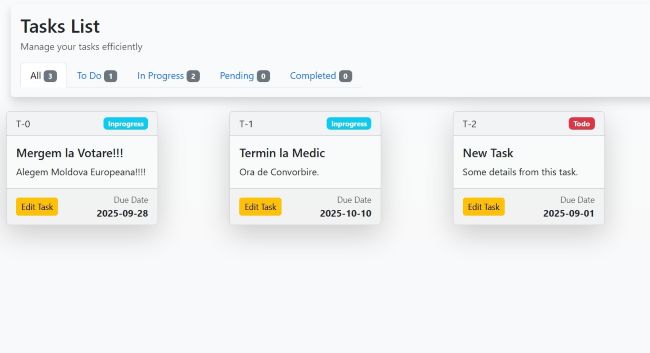 Tasks List
Manage your tasks efficiently
All 3 To Do 1 In Progress 2 Pending 0 Completed 0
T-0 Inprogress
Mergem la Votare!!!
Alegem Moldova Europeana!!!!
Edit Task
Due Date
2025-09-28
T-1 Inprogress
Termin la Medic
Ora de Convorbire.
Edit Task
Due Date
2025-10-10
T-2 Todo
New Task
Some details from this task.
Edit Task
Due Date
2025-09-01